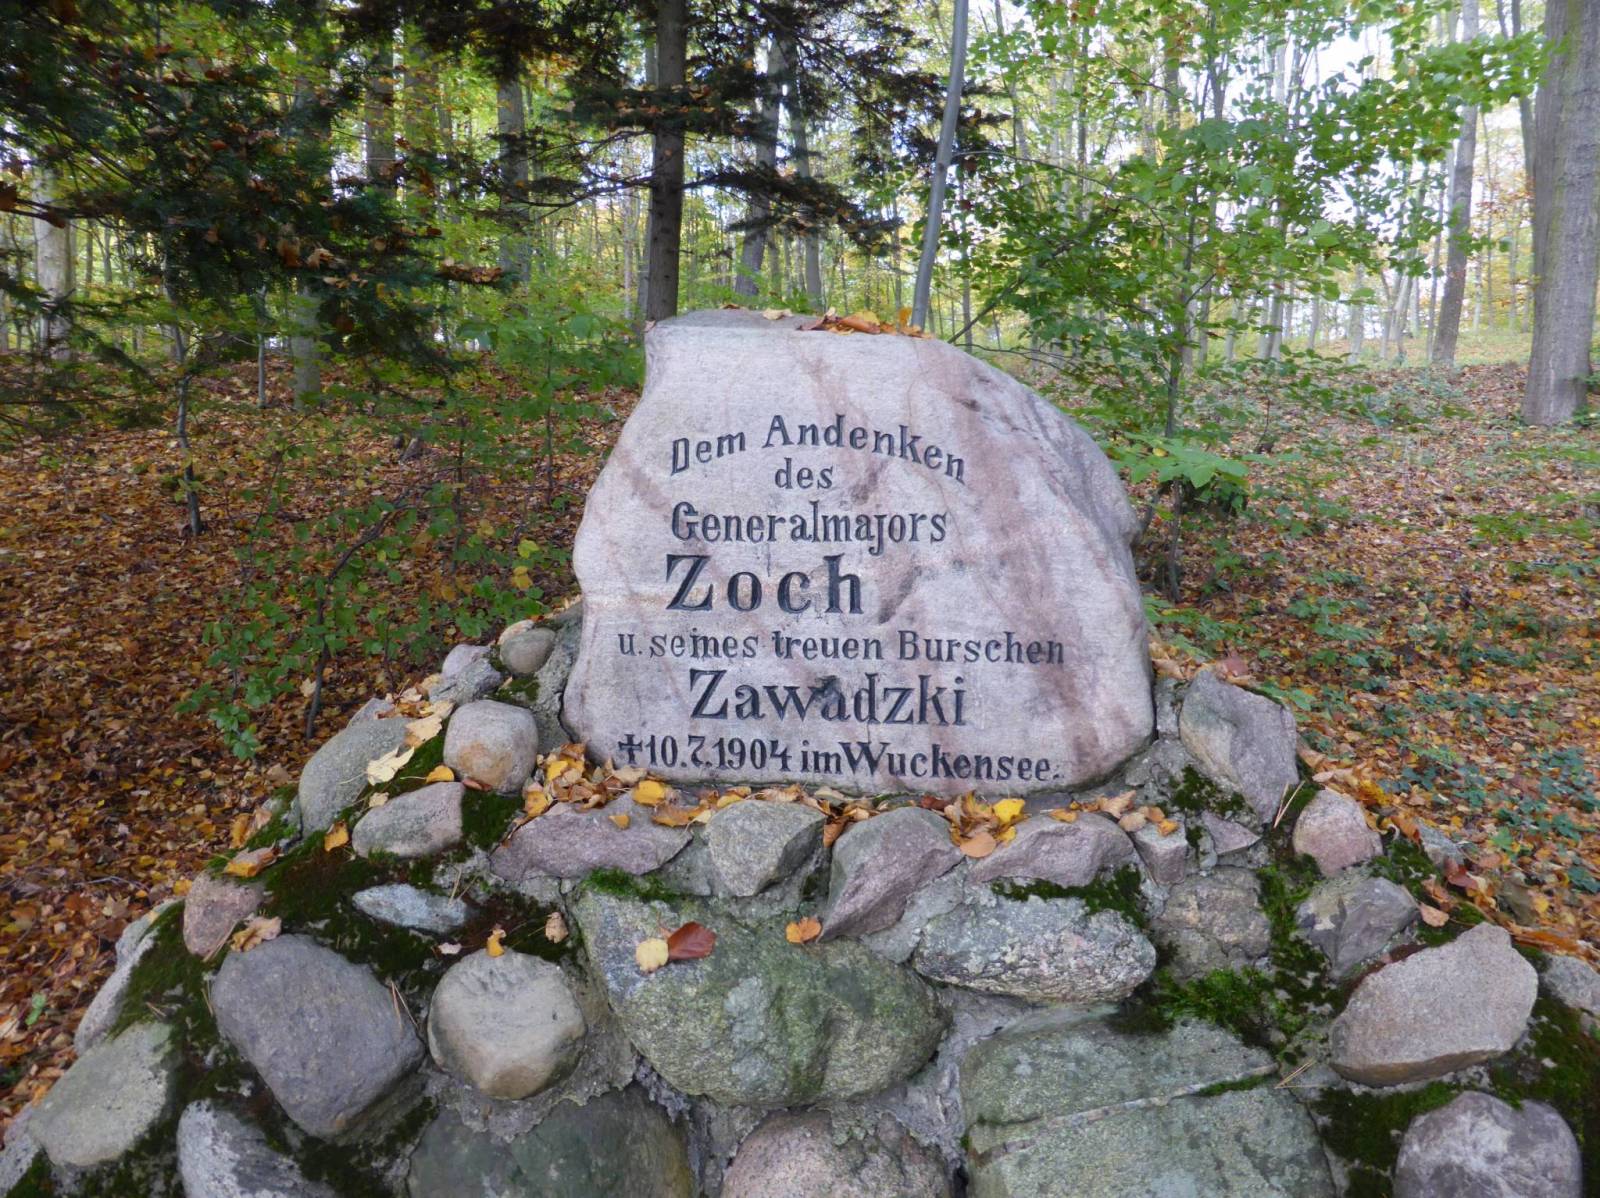 Dem Andenken
des
Generalmajors
Zoch
u. seines treuen Burschen
Zawadzki
✝10.7.1904 im Wuckensee.